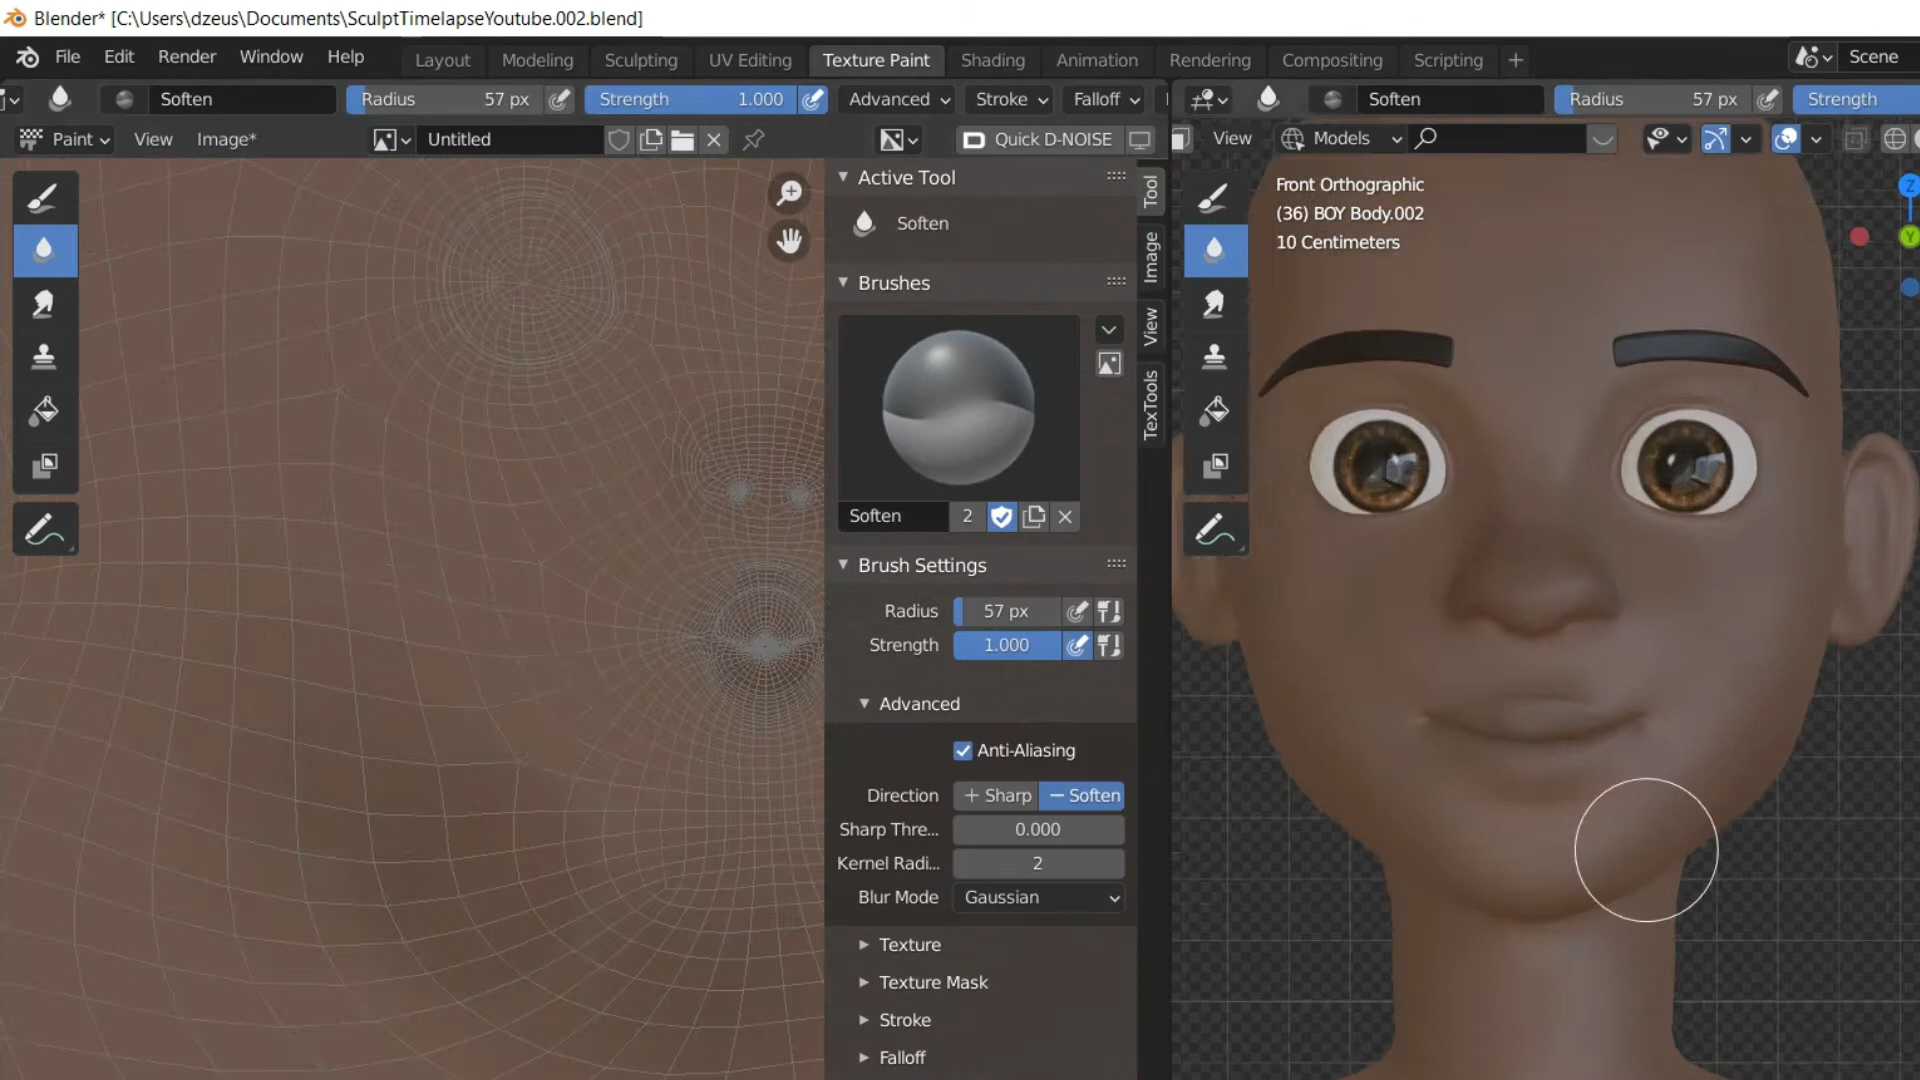 Blender* [C:\Users\dzeus\Documents\SculptTimelapseYoutube.002.blend]
File Edit Render Window Help Layout Modeling Sculpting UV Editing Texture Paint Shading Animation Rendering Compositing Scripting + Scene
Soften Radius 57 px Strength 1.000 Advanced Stroke Falloff Soften Radius 57 px Strength
Paint View Image* Untitled Quick D-NOISE View Models
Active Tool
Soften
Brushes
Soften 2
Brush Settings
Radius 57 px
Strength 1.000
Advanced
Anti-Aliasing
Direction + Sharp − Soften
Sharp Thre... 0.000
Kernel Radi... 2
Blur Mode Gaussian
Texture
Texture Mask
Stroke
Falloff
Tool
Image
View
TexTools
Front Orthographic
(36) BOY Body.002
10 Centimeters
Z
Y